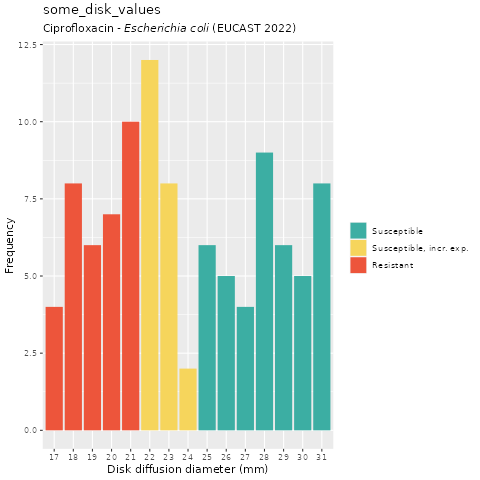 some_disk_values
Ciprofloxacin - Escherichia coli (EUCAST 2022)
12.5
10.0
7.5
5.0
2.5
0.0
Frequency
17 18 19 20 21 22 23 24 25 26 27 28 29 30 31
Disk diffusion diameter (mm)
Susceptible
Susceptible, incr. exp.
Resistant